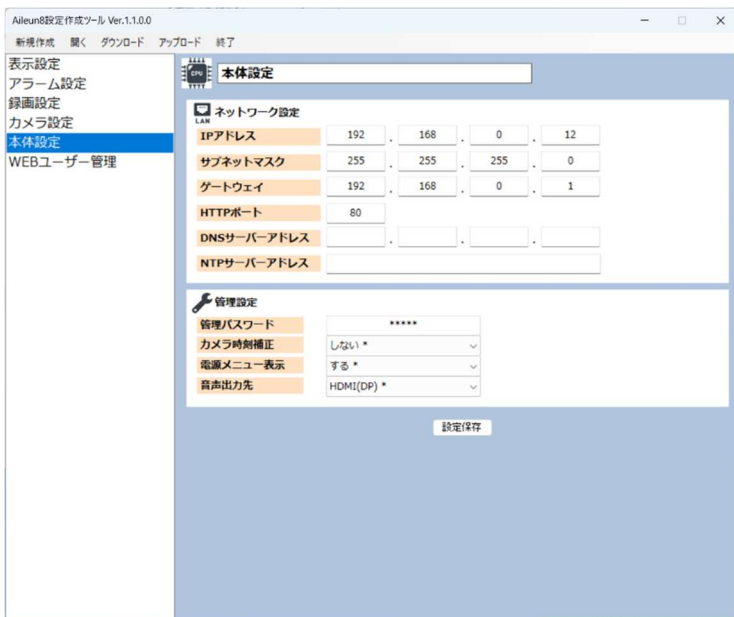 Aileun8設定作成ツール Ver.1.1.0.0
新規作成 開く ダウンロード アップロード 終了
表示設定
アラーム設定
録画設定
カメラ設定
本体設定
WEBユーザー管理
CPU 本体設定
LAN ネットワーク設定
IPアドレス 192 . 168 . 0 . 12
サブネットマスク 255 . 255 . 255 . 0
ゲートウェイ 192 . 168 . 0 . 1
HTTPポート 80
DNSサーバーアドレス . . .
NTPサーバーアドレス
管理設定
管理パスワード *****
カメラ時刻補正 しない *
電源メニュー表示 する *
音声出力先 HDMI(DP) *
設定保存